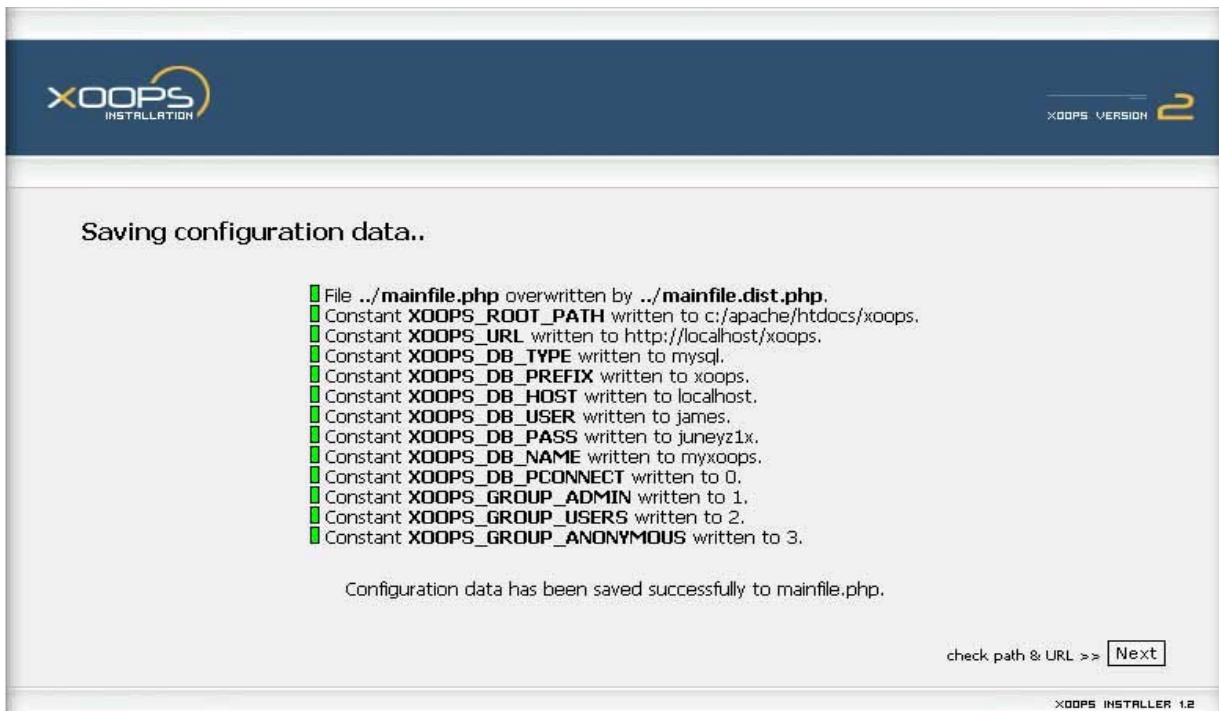 XOOPS
INSTALLATION
XOOPS VERSION 2
Saving configuration data..
File ../mainfile.php overwritten by ../mainfile.dist.php.
Constant XOOPS_ROOT_PATH written to c:/apache/htdocs/xoops.
Constant XOOPS_URL written to http://localhost/xoops.
Constant XOOPS_DB_TYPE written to mysql.
Constant XOOPS_DB_PREFIX written to xoops.
Constant XOOPS_DB_HOST written to localhost.
Constant XOOPS_DB_USER written to james.
Constant XOOPS_DB_PASS written to juneyz1x.
Constant XOOPS_DB_NAME written to myxoops.
Constant XOOPS_DB_PCONNECT written to 0.
Constant XOOPS_GROUP_ADMIN written to 1.
Constant XOOPS_GROUP_USERS written to 2.
Constant XOOPS_GROUP_ANONYMOUS written to 3.
Configuration data has been saved successfully to mainfile.php.
check path & URL >> Next
XOOPS INSTALLER 1.2